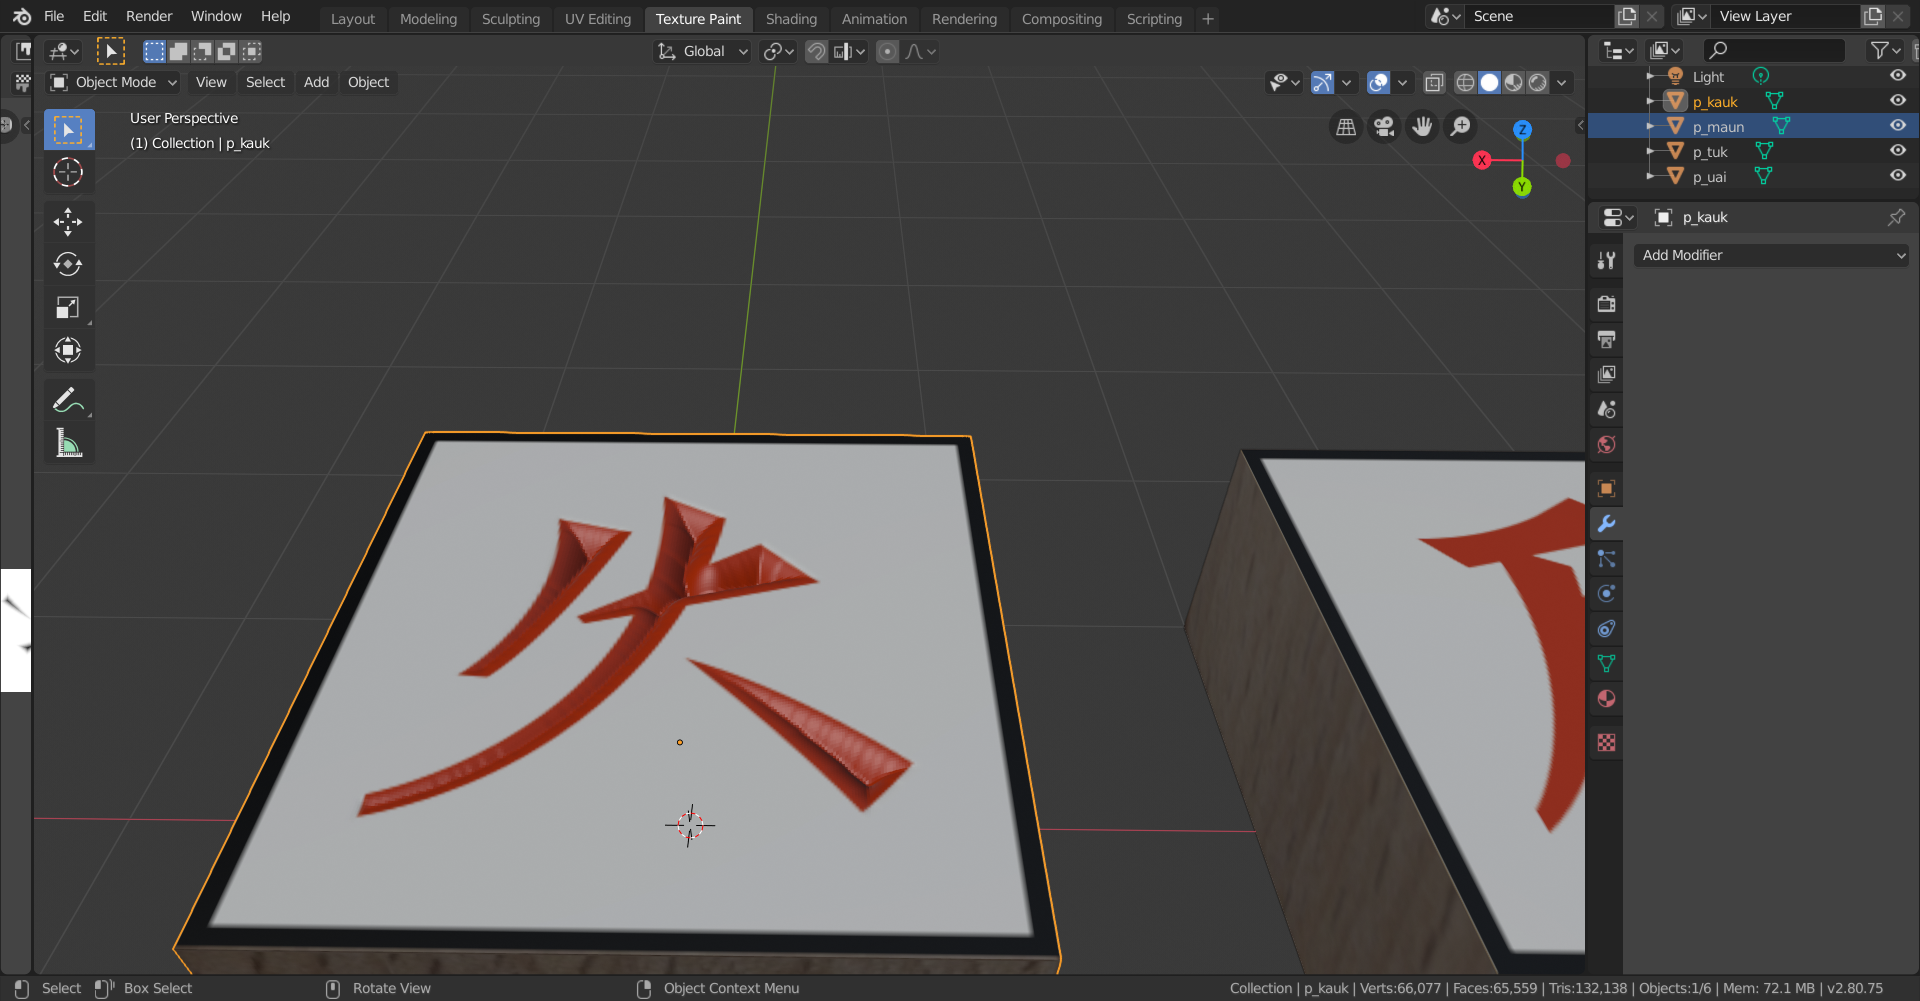 File Edit Render Window Help Layout Modeling Sculpting UV Editing Texture Paint Shading Animation Rendering Compositing Scripting + Scene View Layer
Global
Object Mode View Select Add Object
User Perspective
(1) Collection | p_kauk
Z
X
Y
Light
p_kauk
p_maun
p_tuk
p_uai
p_kauk
Add Modifier
Select Box Select Rotate View Object Context Menu Collection | p_kauk | Verts:66,077 | Faces:65,559 | Tris:132,138 | Objects:1/6 | Mem: 72.1 MB | v2.80.75